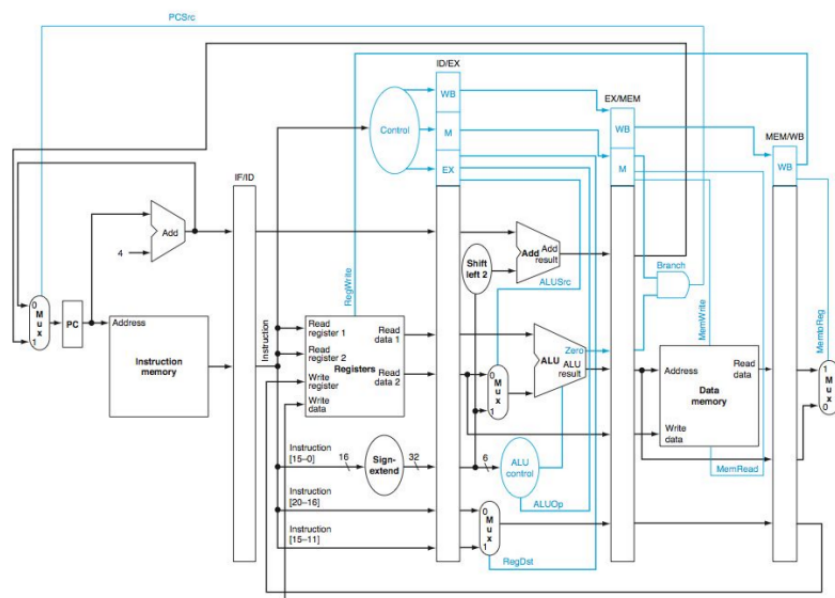 PCSrc
ID/EX
WB
EX/MEM
Control
M
WB
MEM/WB
EX
M
WB
IF/ID
Add
4
Shift
left 2
Add
Add
result
Branch
ALUSrc
RegWrite
MemWrite
MemtoReg
0
M
u
x
1
PC
Address
Instruction
memory
Instruction
Read
register 1
Read
data 1
Read
register 2
Registers
Write
register
Read
data 2
Write
data
0
M
u
x
1
Zero
ALU
ALU
result
Address
Read
data
Data
memory
Write
data
1
M
u
x
0
Instruction
[15–0]
16
Sign-
extend
32
6
ALU
control
MemRead
Instruction
[20–16]
ALUOp
Instruction
[15–11]
0
M
u
x
1
RegDst